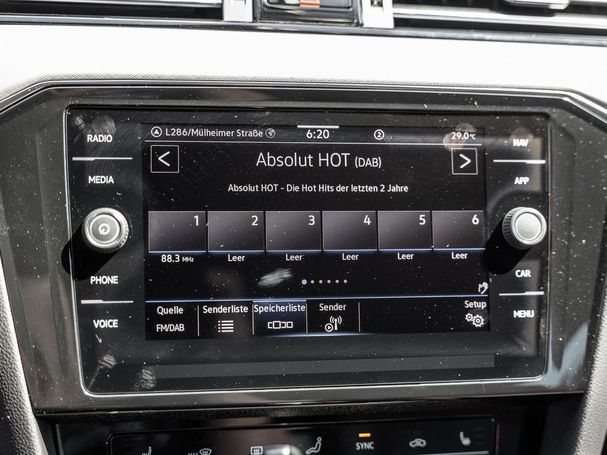 RADIO
MEDIA
PHONE
VOICE
L286/Mülheimer Straße
6:20
2
29.0°C
Absolut HOT (DAB)
Absolut HOT - Die Hot Hits der letzten 2 Jahre
1 2 3 4 5 6
88.3 MHz Leer Leer Leer Leer Leer
Quelle Senderliste Speicherliste Sender Setup
FM/DAB
NAV
APP
CAR
MENU
SYNC